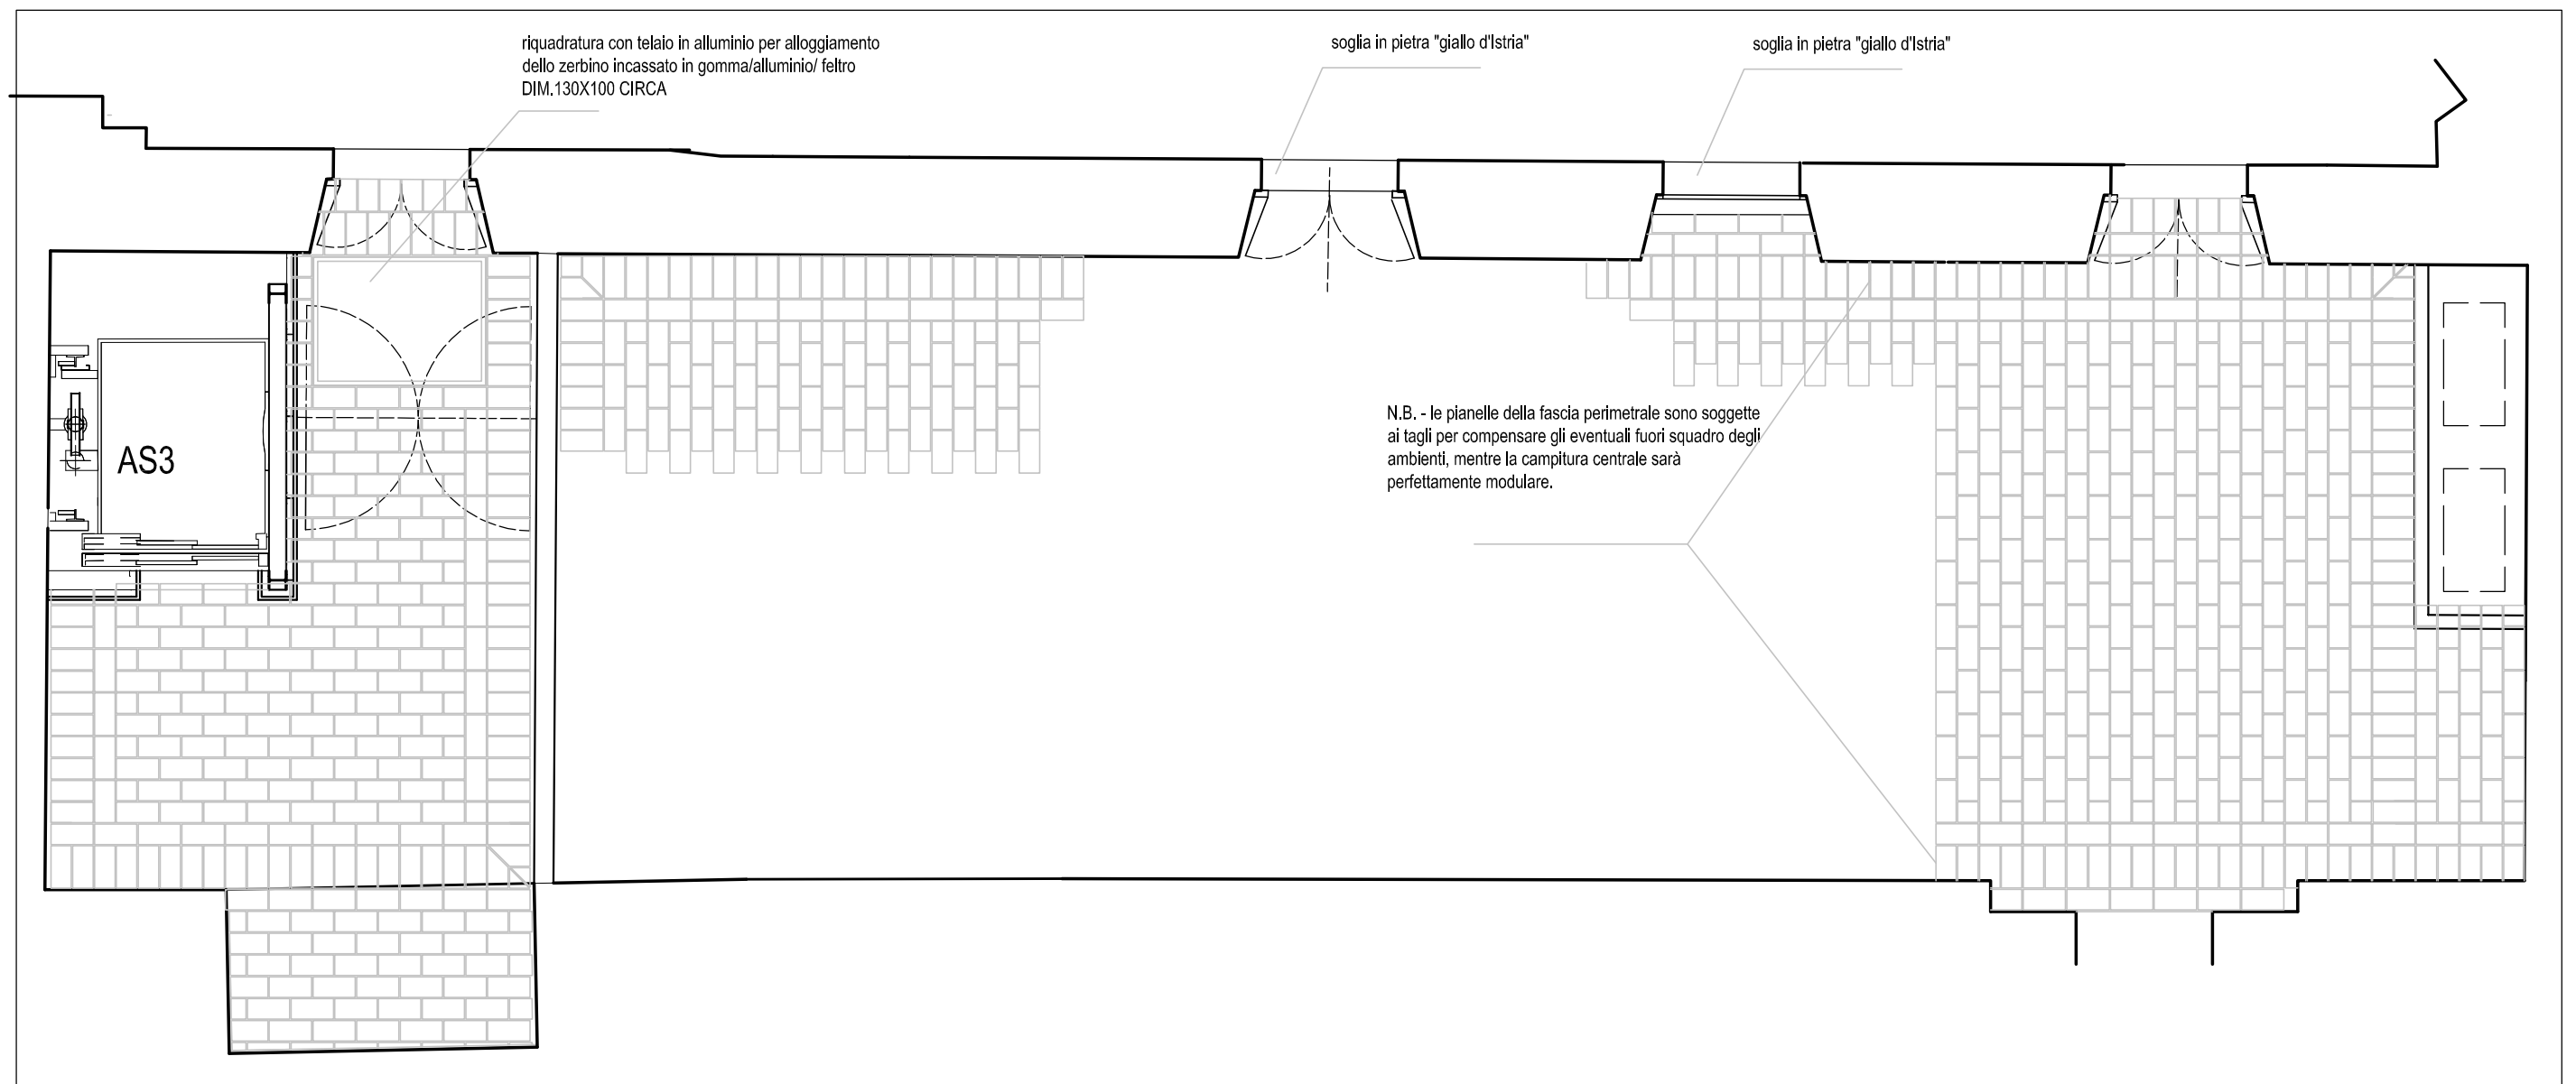 riquadratura con telaio in alluminio per alloggiamento
dello zerbino incassato in gomma/alluminio/ feltro
DIM.130X100 CIRCA
soglia in pietra "giallo d'Istria"
soglia in pietra "giallo d'Istria"
N.B. - le pianelle della fascia perimetrale sono soggette
ai tagli per compensare gli eventuali fuori squadro degli
ambienti, mentre la campitura centrale sarà
perfettamente modulare.
AS3